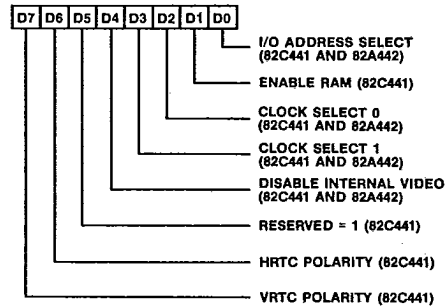 D7 D6 D5 D4 D3 D2 D1 D0
I/O ADDRESS SELECT
(82C441 AND 82A442)
ENABLE RAM (82C441)
CLOCK SELECT 0
(82C441 AND 82A442)
CLOCK SELECT 1
(82C441 AND 82A442)
DISABLE INTERNAL VIDEO
(82C441 AND 82A442)
RESERVED = 1 (82C441)
HRTC POLARITY (82C441)
VRTC POLARITY (82C441)